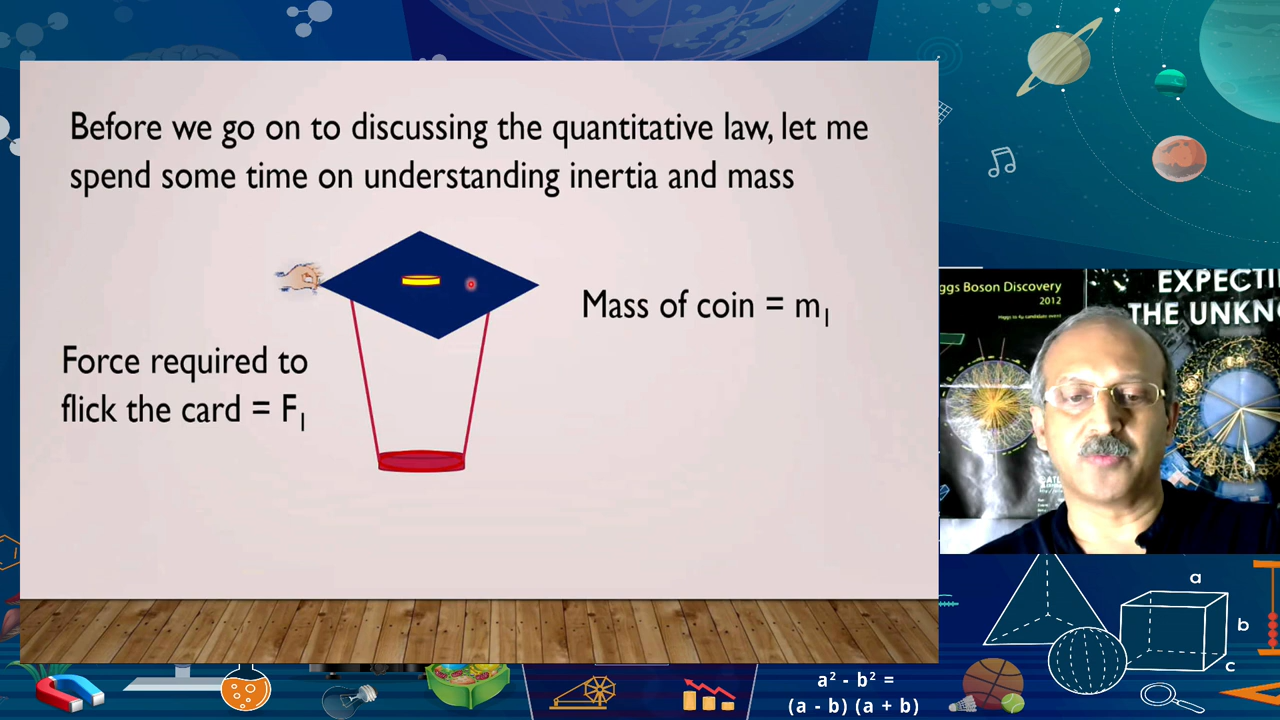 Before we go on to discussing the quantitative law, let me
spend some time on understanding inertia and mass
Mass of coin = m₁
Force required to
flick the card = F₁
ggs Boson Discovery
2012
EXPECTI
THE UNKN
a
b
c
a² - b² =
(a - b) (a + b)